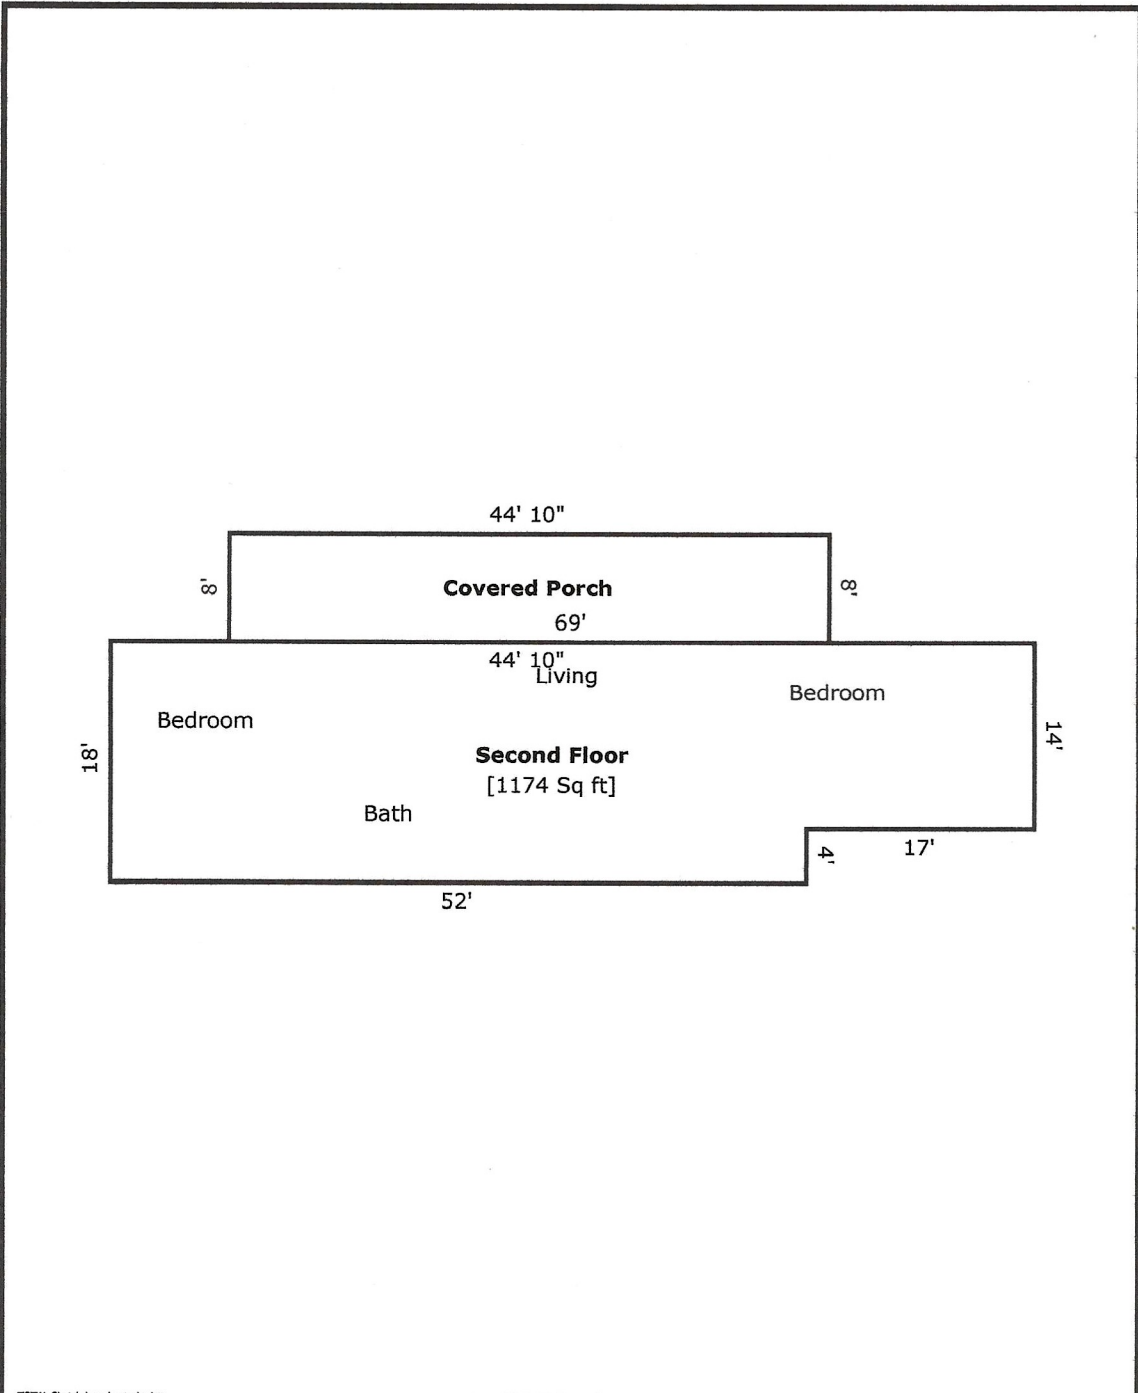 44' 10"
8'
Covered Porch
8'
69'
44' 10"
Living
Bedroom
Bedroom
18'
14'
Second Floor
[1174 Sq ft]
Bath
4'
17'
52'